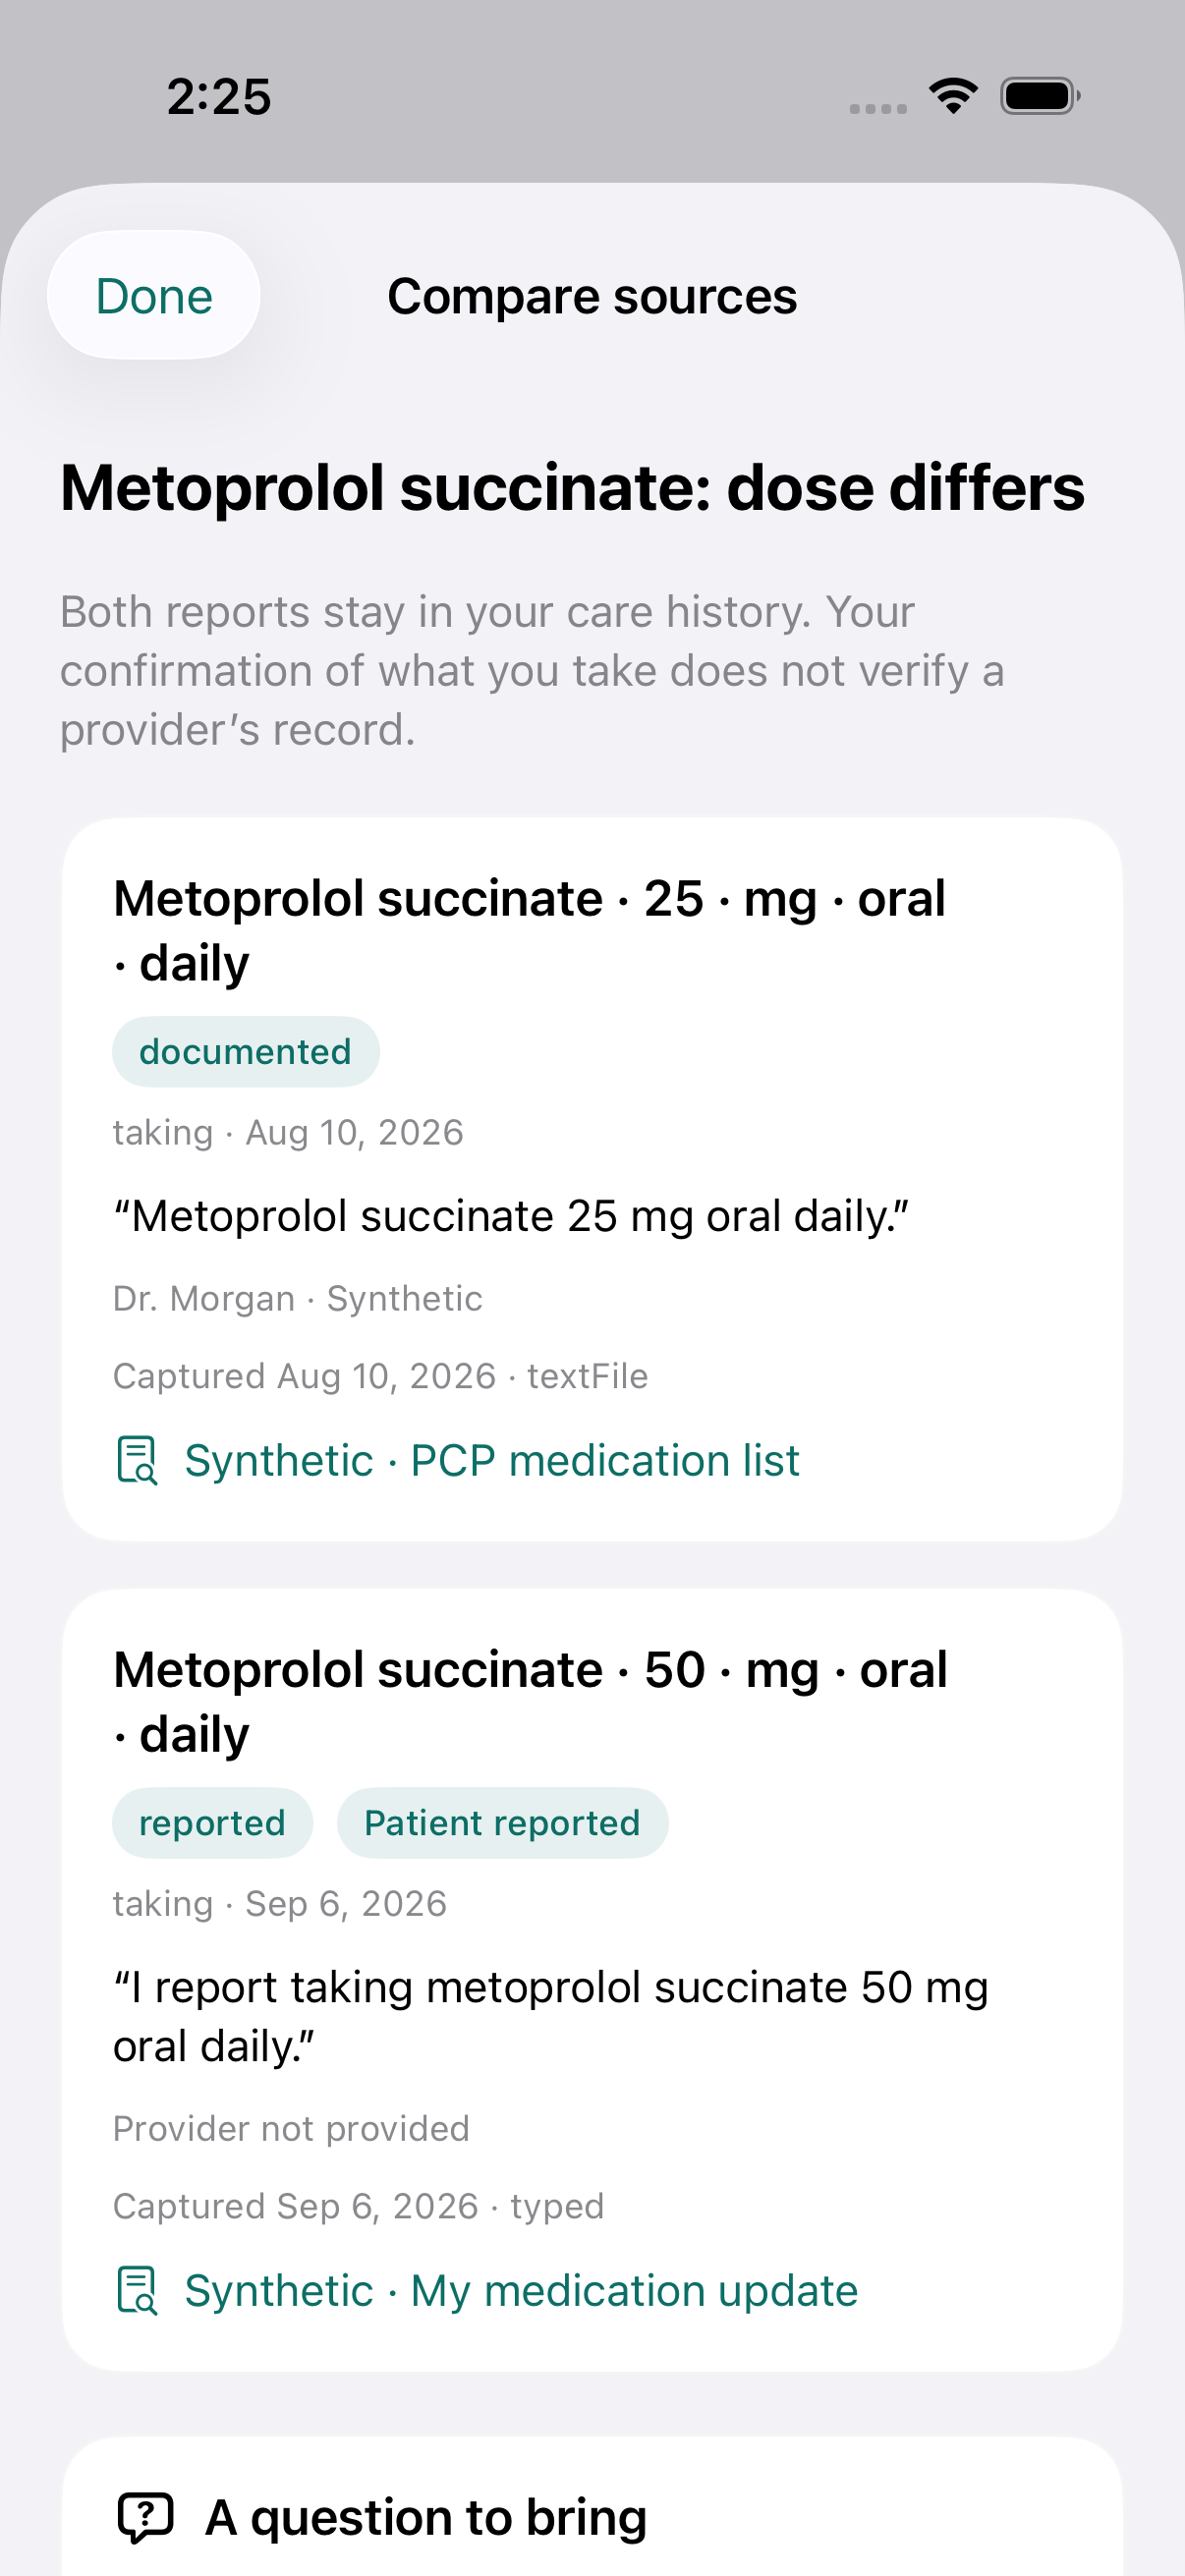 2:25
Done
Compare sources
Metoprolol succinate: dose differs
Both reports stay in your care history. Your
confirmation of what you take does not verify a
provider’s record.
Metoprolol succinate · 25 · mg · oral
· daily
documented
taking · Aug 10, 2026
“Metoprolol succinate 25 mg oral daily.”
Dr. Morgan · Synthetic
Captured Aug 10, 2026 · textFile
Synthetic · PCP medication list
Metoprolol succinate · 50 · mg · oral
· daily
reported
Patient reported
taking · Sep 6, 2026
“I report taking metoprolol succinate 50 mg
oral daily.”
Provider not provided
Captured Sep 6, 2026 · typed
Synthetic · My medication update
A question to bring